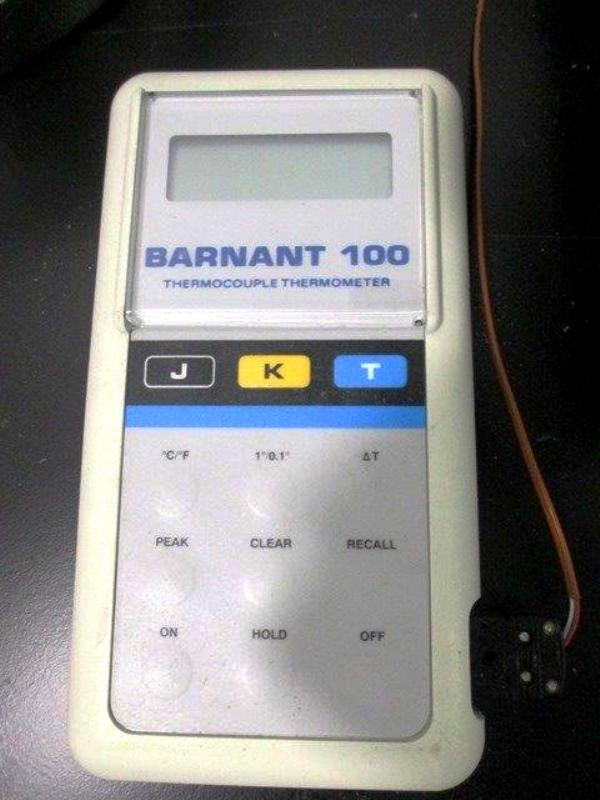 BARNANT 100
THERMOCOUPLE THERMOMETER
J K T
°C/°F 1°/0.1° ΔT
PEAK CLEAR RECALL
ON HOLD OFF